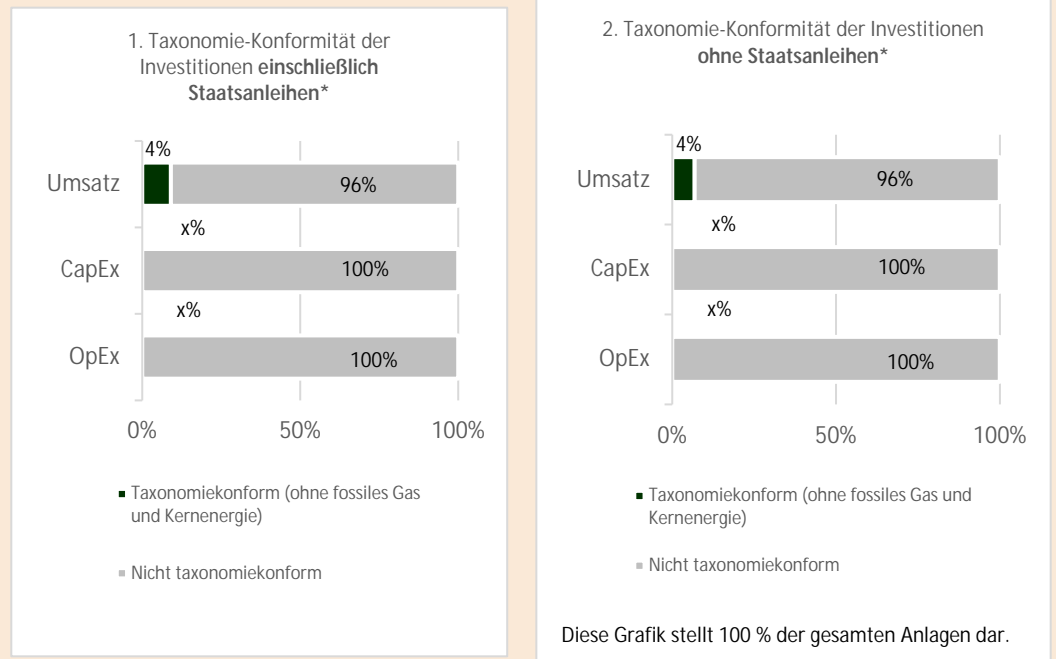 1. Taxonomie-Konformität der
Investitionen einschließlich
Staatsanleihen*
4%
Umsatz
96%
x%
CapEx
100%
x%
OpEx
100%
0%
50%
100%
Taxonomiekonform (ohne fossiles Gas
und Kernenergie)
Nicht taxonomiekonform
2. Taxonomie-Konformität der Investitionen
ohne Staatsanleihen*
4%
Umsatz
96%
x%
CapEx
100%
x%
OpEx
100%
0%
50%
100%
Taxonomiekonform (ohne fossiles Gas und
Kernenergie)
Nicht taxonomiekonform
Diese Grafik stellt 100 % der gesamten Anlagen dar.